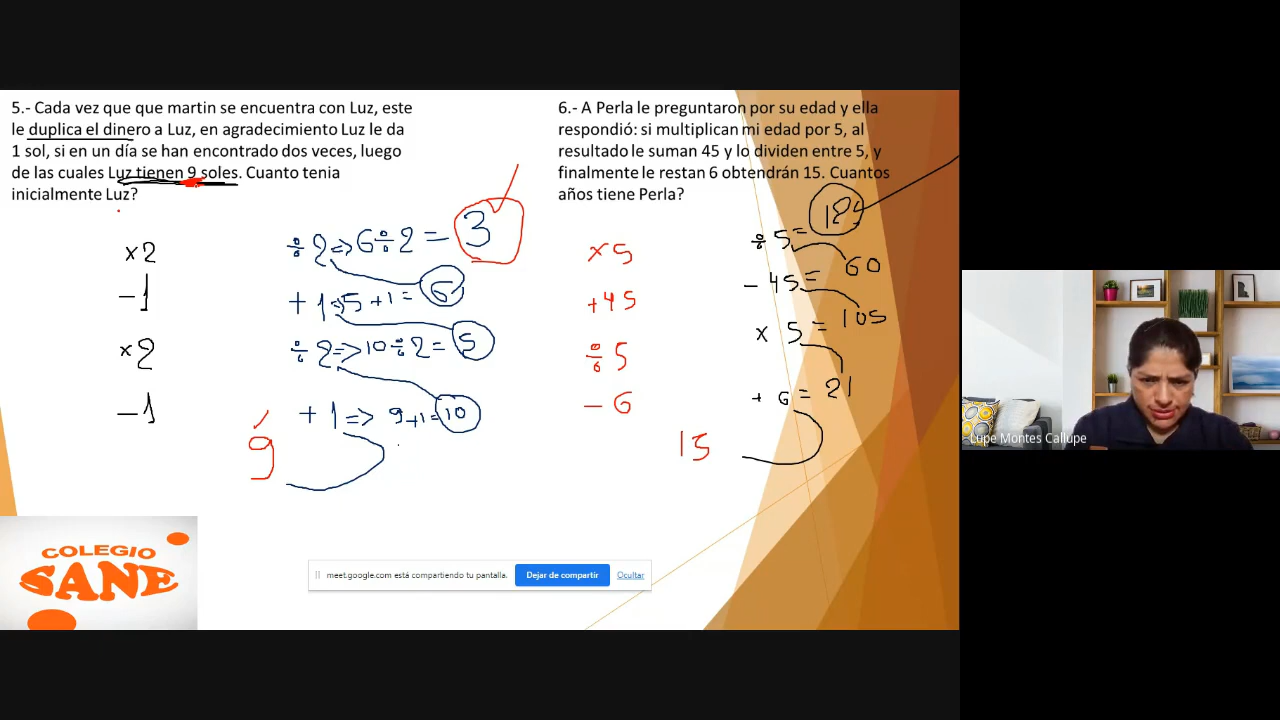 5.- Cada vez que que martin se encuentra con Luz, este
le duplica el dinero a Luz, en agradecimiento Luz le da
1 sol, si en un día se han encontrado dos veces, luego
de las cuales Luz tienen 9 soles. Cuanto tenia
inicialmente Luz?
×2
-1
×2
-1
÷2 => 6÷2 = 3
+1 => 5+1= 6
÷2 => 10÷2= 5
+1 => 9+1=10
9
6.- A Perla le preguntaron por su edad y ella
respondió: si multiplican mi edad por 5, al
resultado le suman 45 y lo dividen entre 5, y
finalmente le restan 6 obtendrán 15. Cuantos
años tiene Perla?
×5
+45
÷5
-6
15
÷5= 12
-45= 60
×5=105
+6=21
COLEGIO
SANE
meet.google.com está compartiendo tu pantalla.
Dejar de compartir
Ocultar
Lupe Montes Callupe